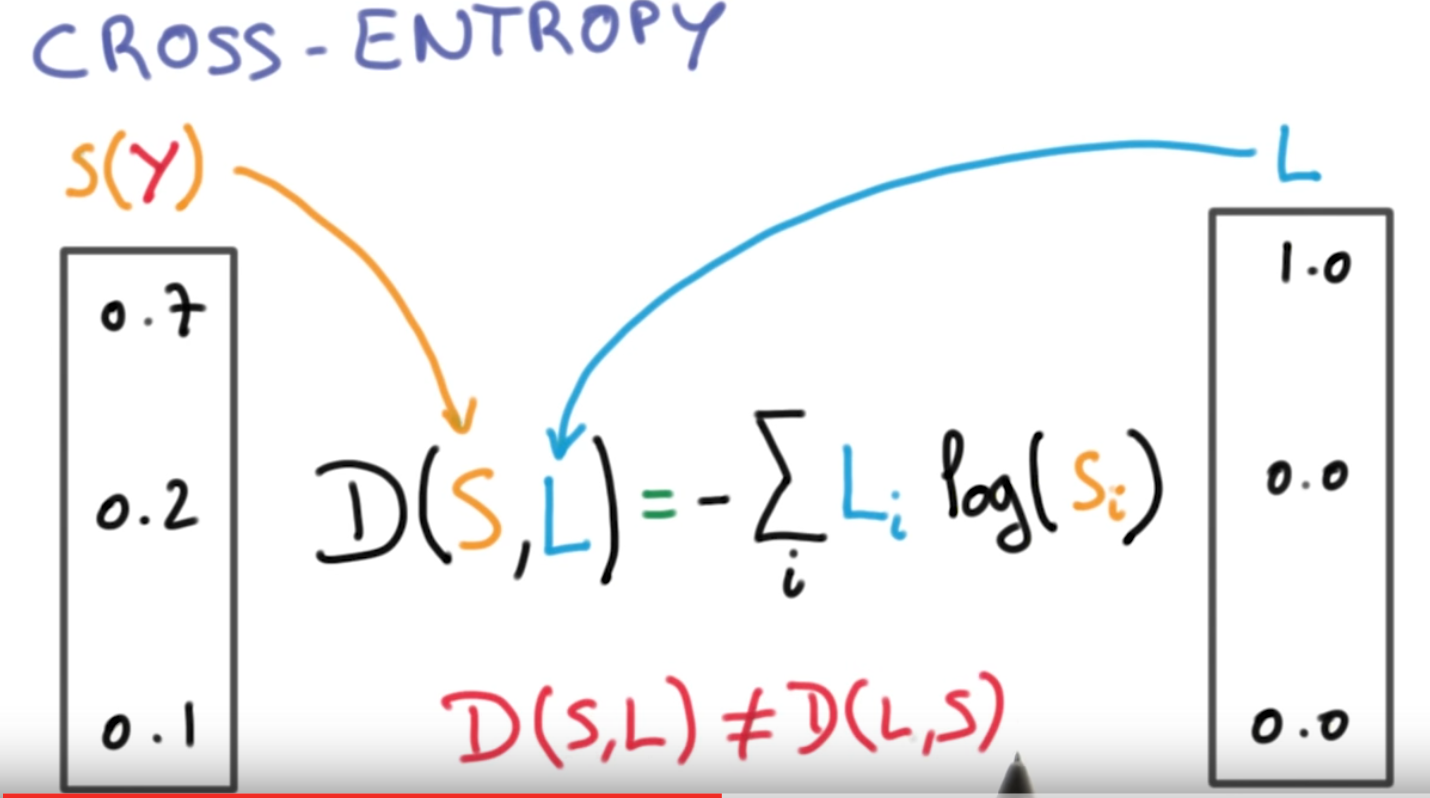 CROSS - ENTROPY
S(Y)
L
0.7
1.0
D(S,L) = - ∑ᵢ Lᵢ log(Sᵢ)
0.2
0.0
0.1
0.0
D(S,L) ≠ D(L,S)